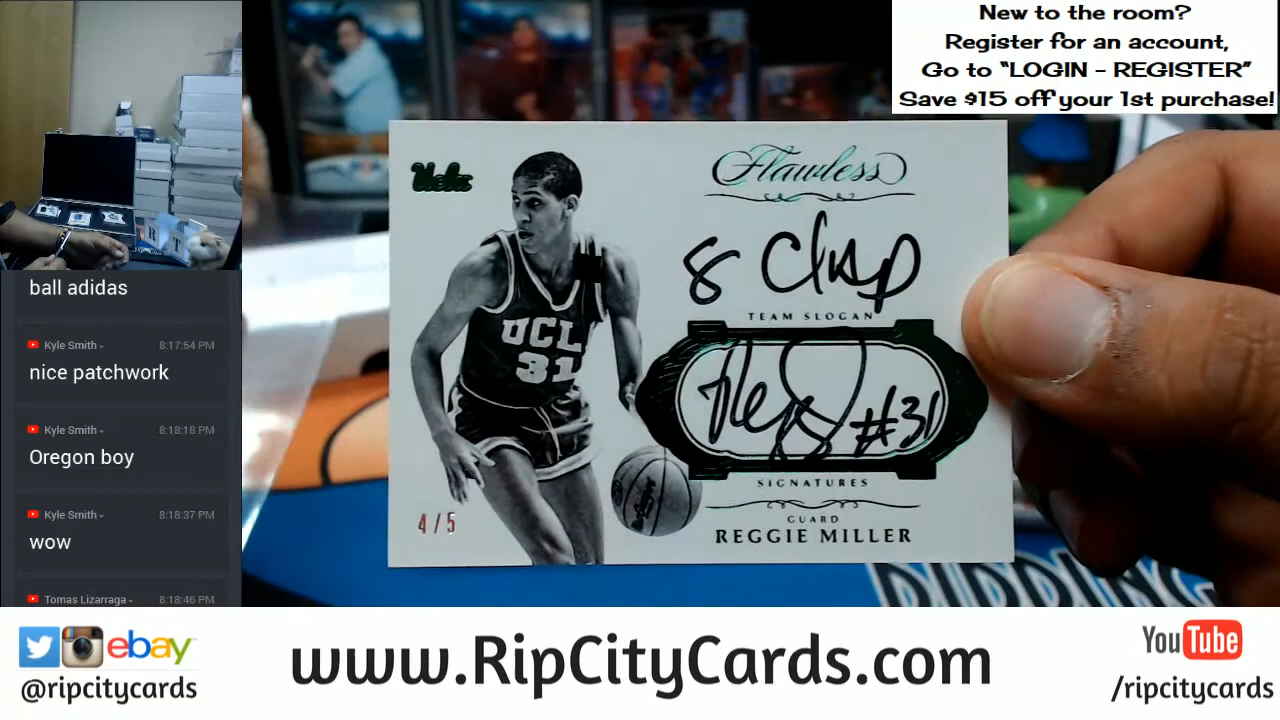 New to the room?
Register for an account,
Go to "LOGIN - REGISTER"
Save $15 off your 1st purchase!
R T
ball adidas
Kyle Smith 8:17:54 PM
nice patchwork
Kyle Smith 8:18:18 PM
Oregon boy
Kyle Smith 8:18:37 PM
wow
Tomas Lizarraga 8:18:46 PM
Ucla
Flawless
8 Clap
TEAM SLOGAN
UCL
31
#31
SIGNATURES
GUARD
REGGIE MILLER
4/5
RIPPING
ebay
@ripcitycards
www.RipCityCards.com
YouTube
/ripcitycards